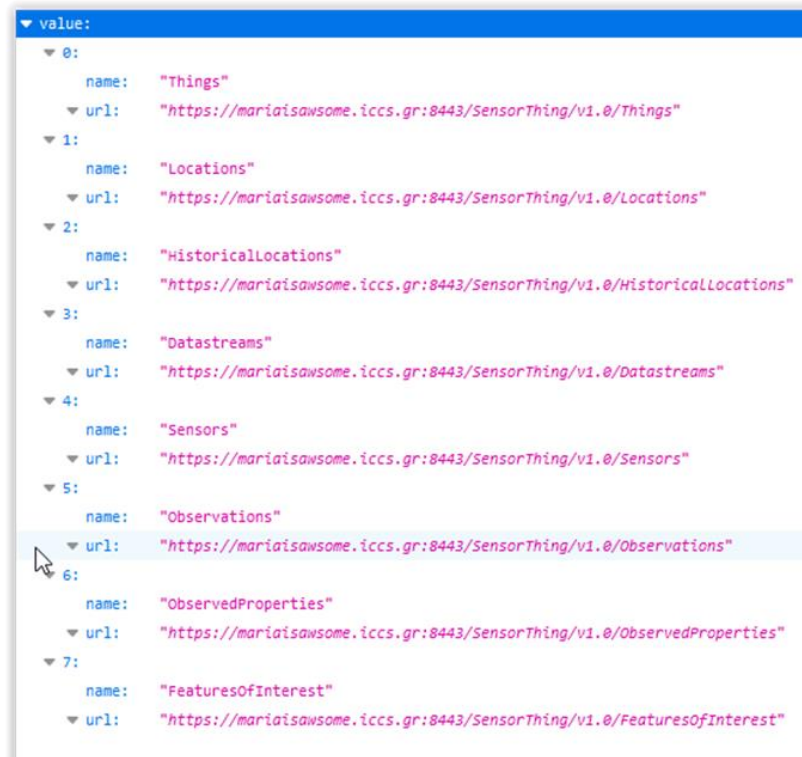 value:
0:
name: "Things"
url: "https://mariaisawsome.iccs.gr:8443/SensorThing/v1.0/Things"
1:
name: "Locations"
url: "https://mariaisawsome.iccs.gr:8443/SensorThing/v1.0/Locations"
2:
name: "HistoricalLocations"
url: "https://mariaisawsome.iccs.gr:8443/SensorThing/v1.0/HistoricalLocations"
3:
name: "Datastreams"
url: "https://mariaisawsome.iccs.gr:8443/SensorThing/v1.0/Datastreams"
4:
name: "Sensors"
url: "https://mariaisawsome.iccs.gr:8443/SensorThing/v1.0/Sensors"
5:
name: "Observations"
url: "https://mariaisawsome.iccs.gr:8443/SensorThing/v1.0/Observations"
6:
name: "ObservedProperties"
url: "https://mariaisawsome.iccs.gr:8443/SensorThing/v1.0/ObservedProperties"
7:
name: "FeaturesOfInterest"
url: "https://mariaisawsome.iccs.gr:8443/SensorThing/v1.0/FeaturesOfInterest"